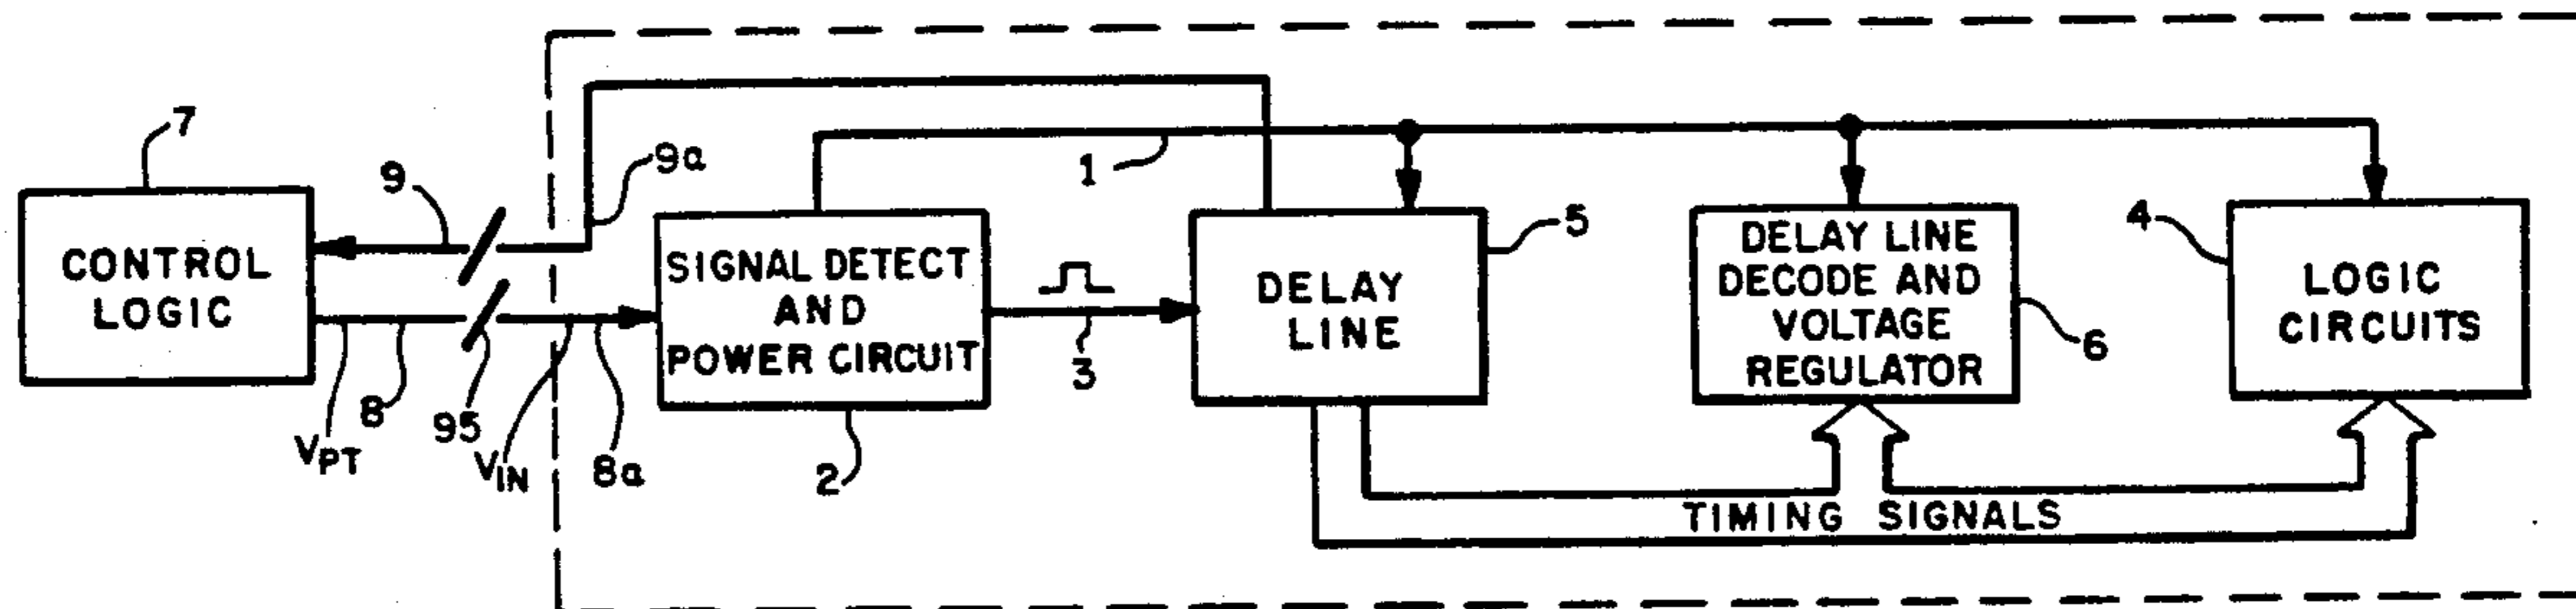 7
CONTROL
LOGIC
9
9a
8
VPT
95
VIN
8a
SIGNAL DETECT
AND
POWER CIRCUIT
2
1
3
DELAY
LINE
5
DELAY LINE
DECODE AND
VOLTAGE
REGULATOR
6
4
LOGIC
CIRCUITS
TIMING SIGNALS